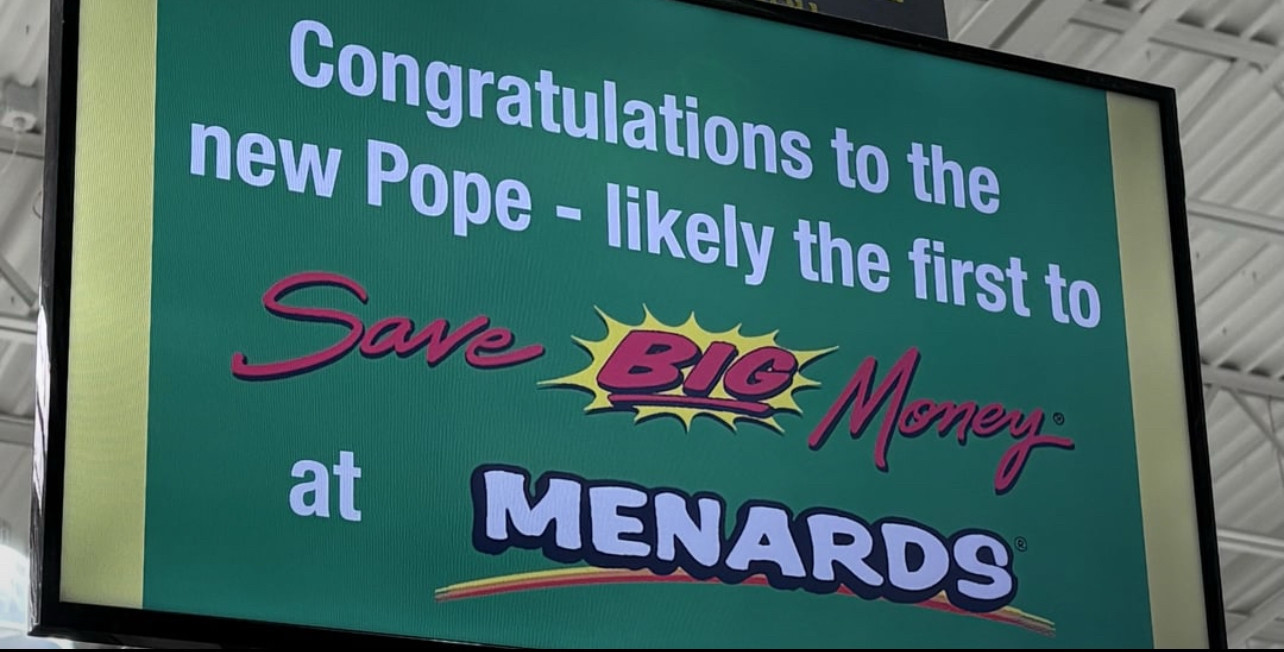 Congratulations to the
new Pope - likely the first to
Save BIG Money®
at MENARDS®